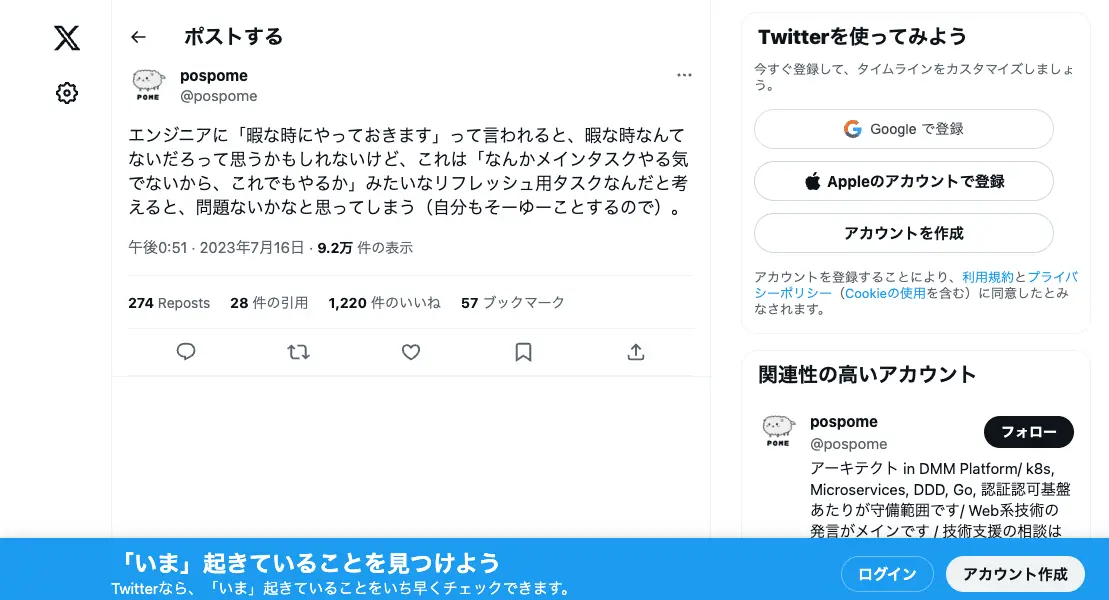 ポストする
pospome
@pospome
エンジニアに「暇な時にやっておきます」って言われると、暇な時なんて
ないだろって思うかもしれないけど、これは「なんかメインタスクやる気
でないから、これでもやるか」みたいなリフレッシュ用タスクなんだと考
えると、問題ないかなと思ってしまう（自分もそーゆーことするので）。
午後0:51 · 2023年7月16日 · 9.2万 件の表示
274 Reposts 28 件の引用 1,220 件のいいね 57 ブックマーク
Twitterを使ってみよう
今すぐ登録して、タイムラインをカスタマイズしましょ
う。
Google で登録
Appleのアカウントで登録
アカウントを作成
アカウントを登録することにより、利用規約とプライバ
シーポリシー（Cookieの使用を含む）に同意したとみ
なされます。
関連性の高いアカウント
pospome
@pospome
フォロー
アーキテクト in DMM Platform/ k8s,
Microservices, DDD, Go, 認証認可基盤
あたりが守備範囲です/ Web系技術の
発言がメインです / 技術支援の相談は
「いま」起きていることを見つけよう
Twitterなら、「いま」起きていることをいち早くチェックできます。
ログイン
アカウント作成
POME
POME